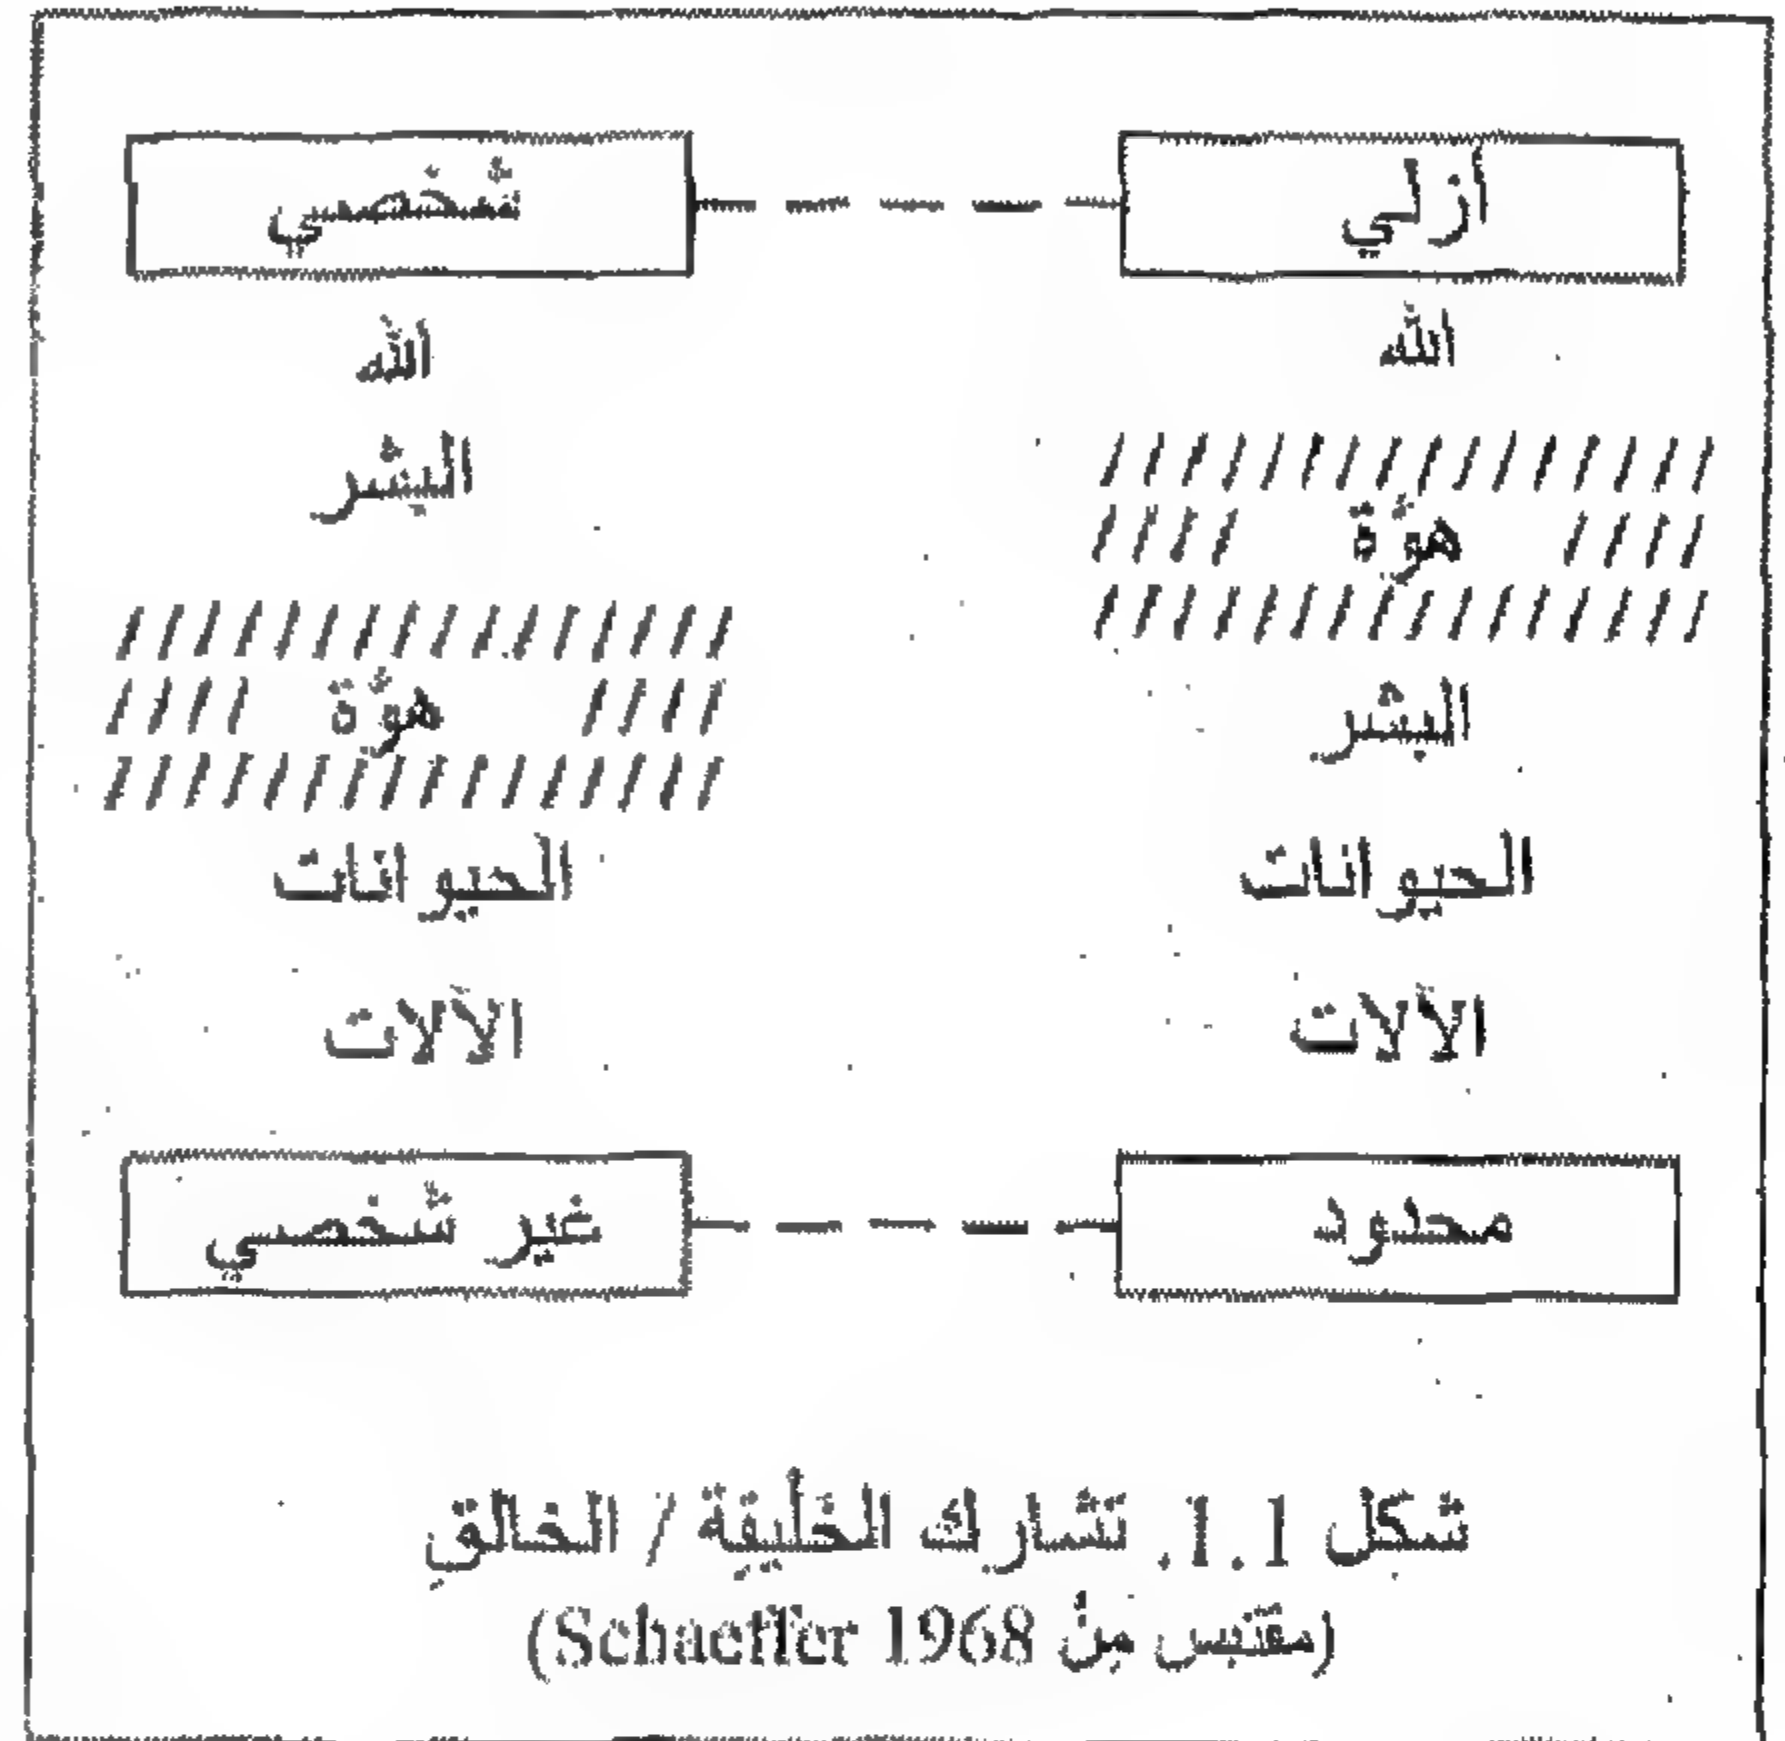 أزلي
شخصي
الله
الله
البشر
هوَّة
البشر
هوَّة
الحيوانات
الحيوانات
الآلات
الآلات
محدود
غير شخصي
شكل 1.1. تشارك الخليقة / الخالق
(مقتبس مِنْ Schaeffer 1968)